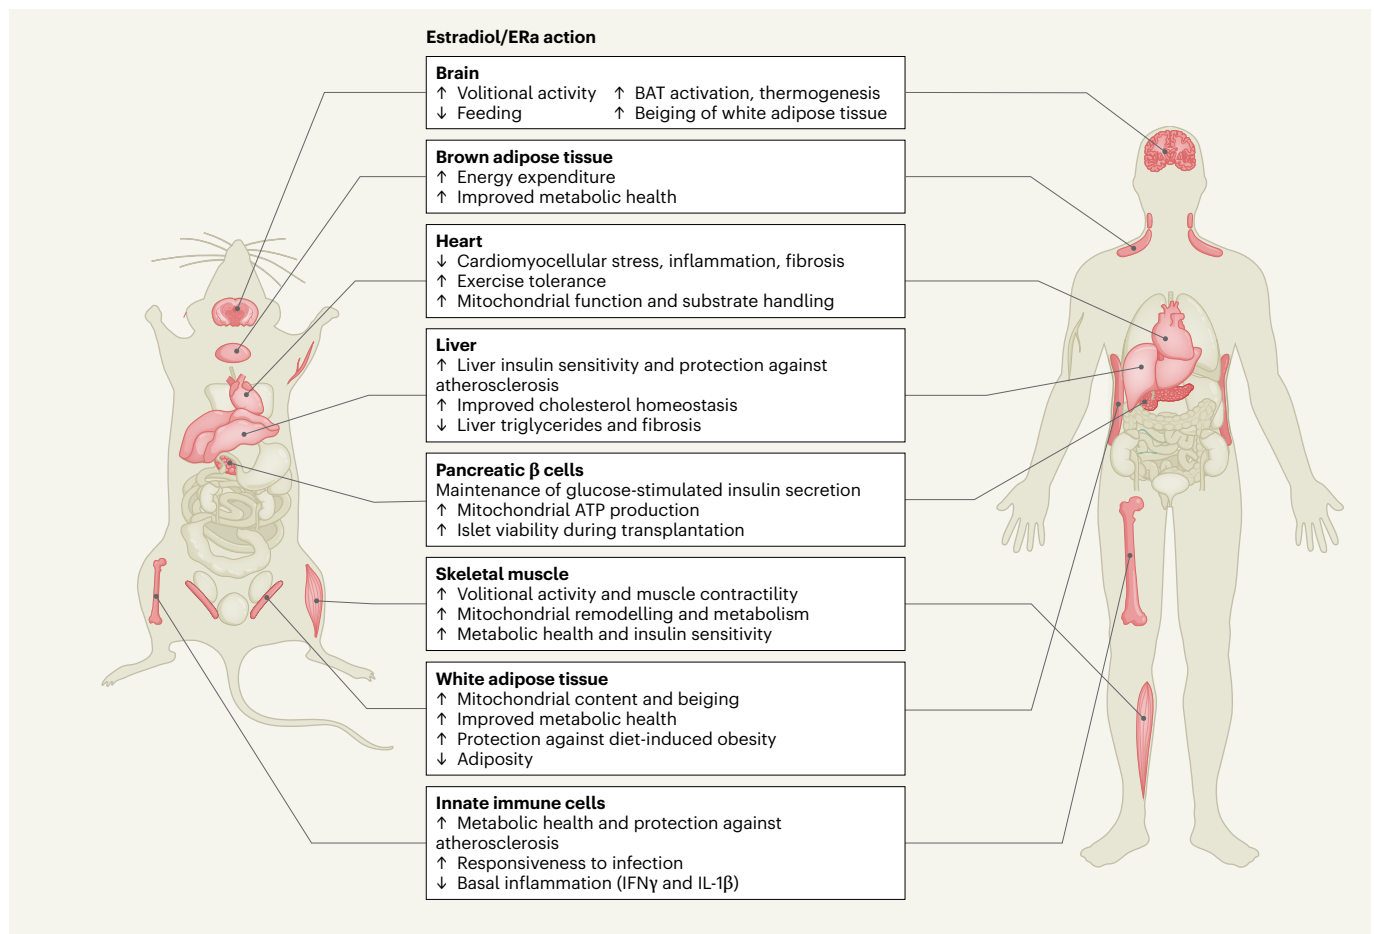 Estradiol/ERa action
Brain
↑ Volitional activity ↑ BAT activation, thermogenesis
↓ Feeding ↑ Beiging of white adipose tissue
Brown adipose tissue
↑ Energy expenditure
↑ Improved metabolic health
Heart
↓ Cardiomyocellular stress, inflammation, fibrosis
↑ Exercise tolerance
↑ Mitochondrial function and substrate handling
Liver
↑ Liver insulin sensitivity and protection against
atherosclerosis
↑ Improved cholesterol homeostasis
↓ Liver triglycerides and fibrosis
Pancreatic β cells
Maintenance of glucose-stimulated insulin secretion
↑ Mitochondrial ATP production
↑ Islet viability during transplantation
Skeletal muscle
↑ Volitional activity and muscle contractility
↑ Mitochondrial remodelling and metabolism
↑ Metabolic health and insulin sensitivity
White adipose tissue
↑ Mitochondrial content and beiging
↑ Improved metabolic health
↑ Protection against diet-induced obesity
↓ Adiposity
Innate immune cells
↑ Metabolic health and protection against
atherosclerosis
↑ Responsiveness to infection
↓ Basal inflammation (IFNγ and IL-1β)